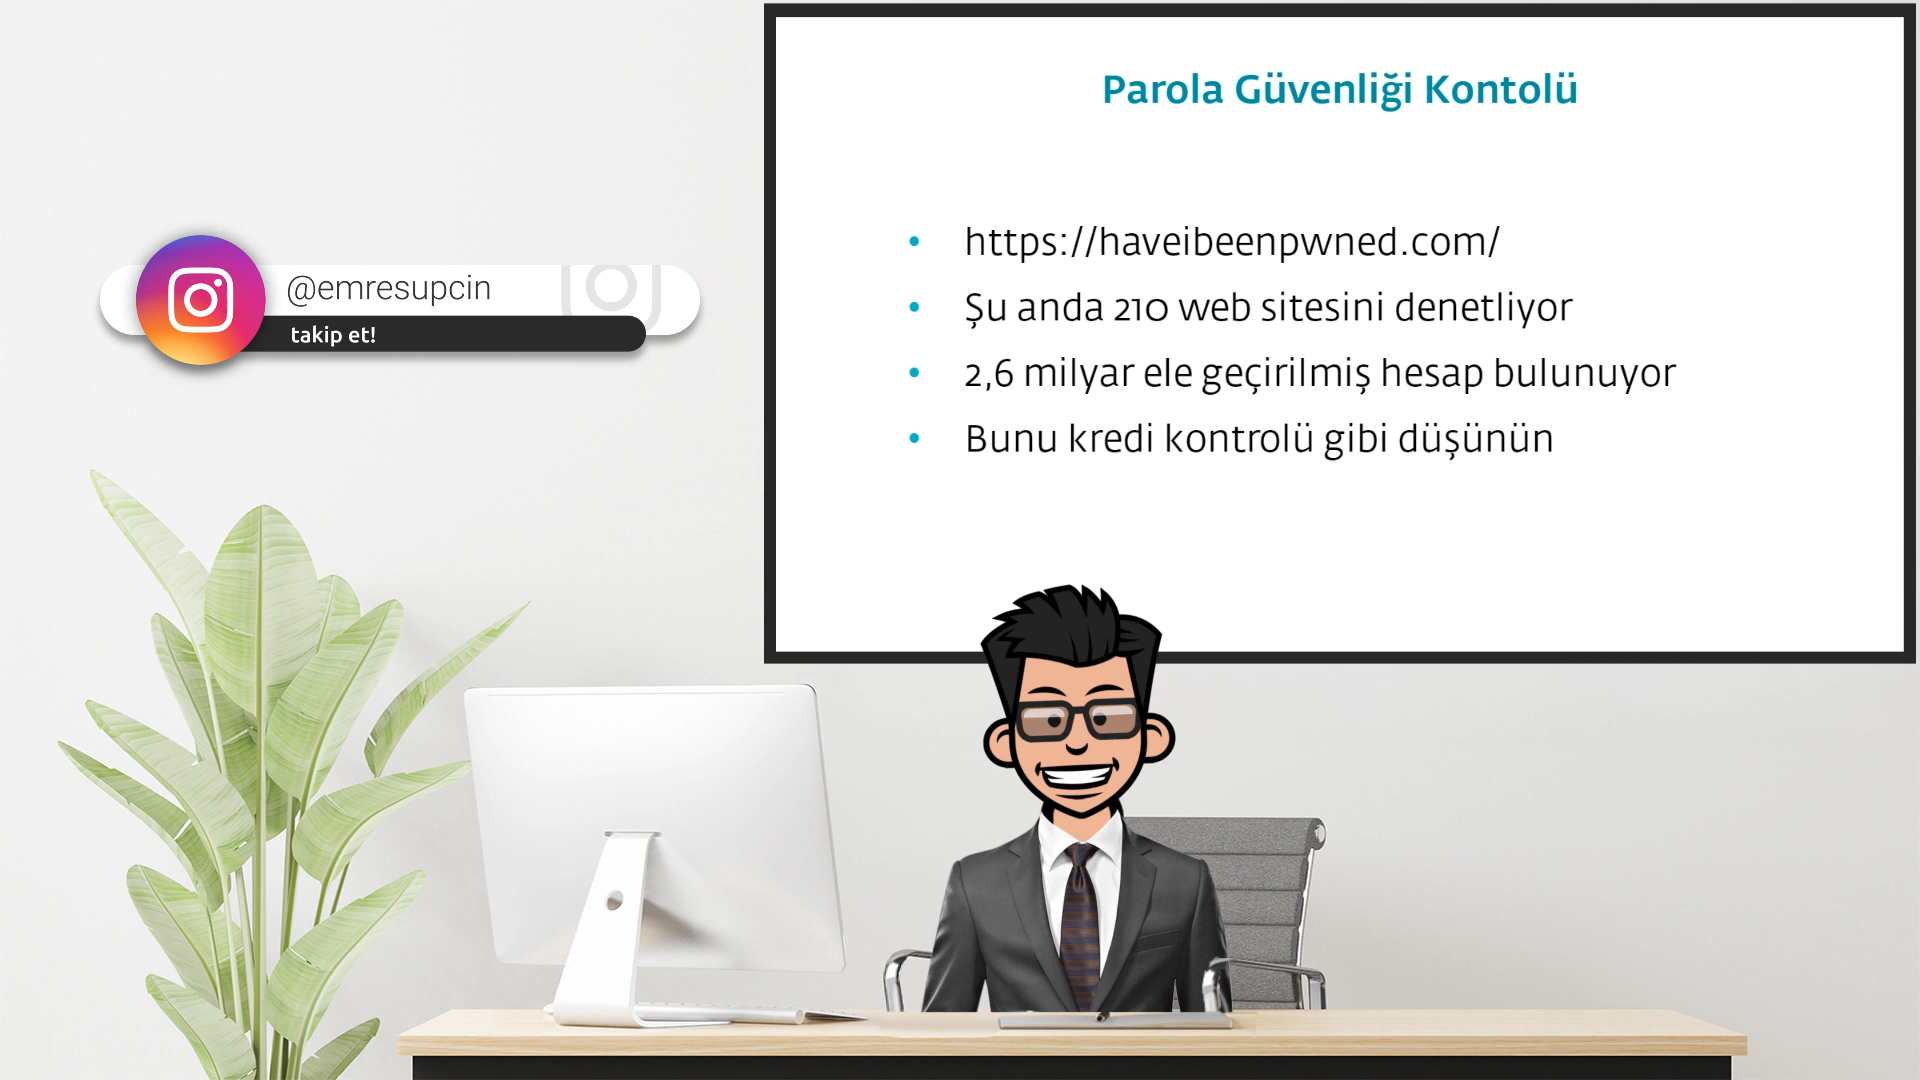 Parola Güvenliği Kontolü
https://haveibeenpwned.com/
Şu anda 210 web sitesini denetliyor
2,6 milyar ele geçirilmiş hesap bulunuyor
Bunu kredi kontrolü gibi düşünün
@emresupcin
takip et!